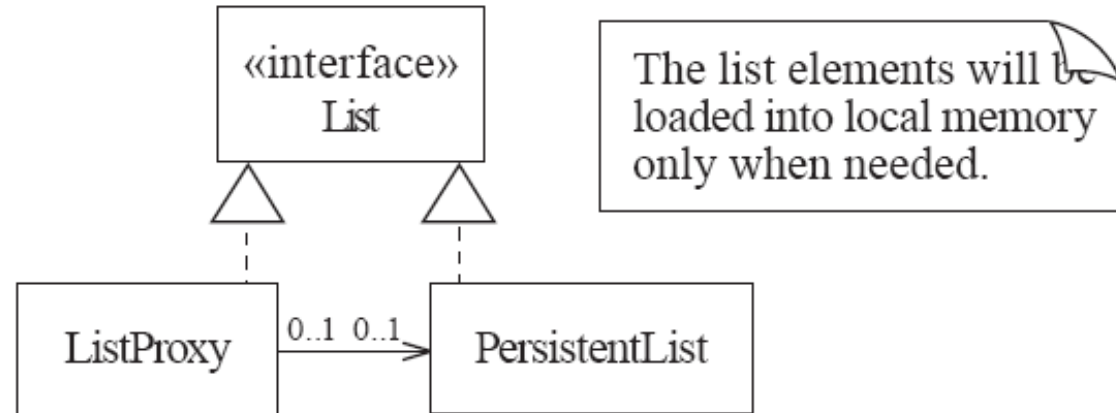 «interface»
List
The list elements will be
loaded into local memory
only when needed.
ListProxy
0..1 0..1
PersistentList